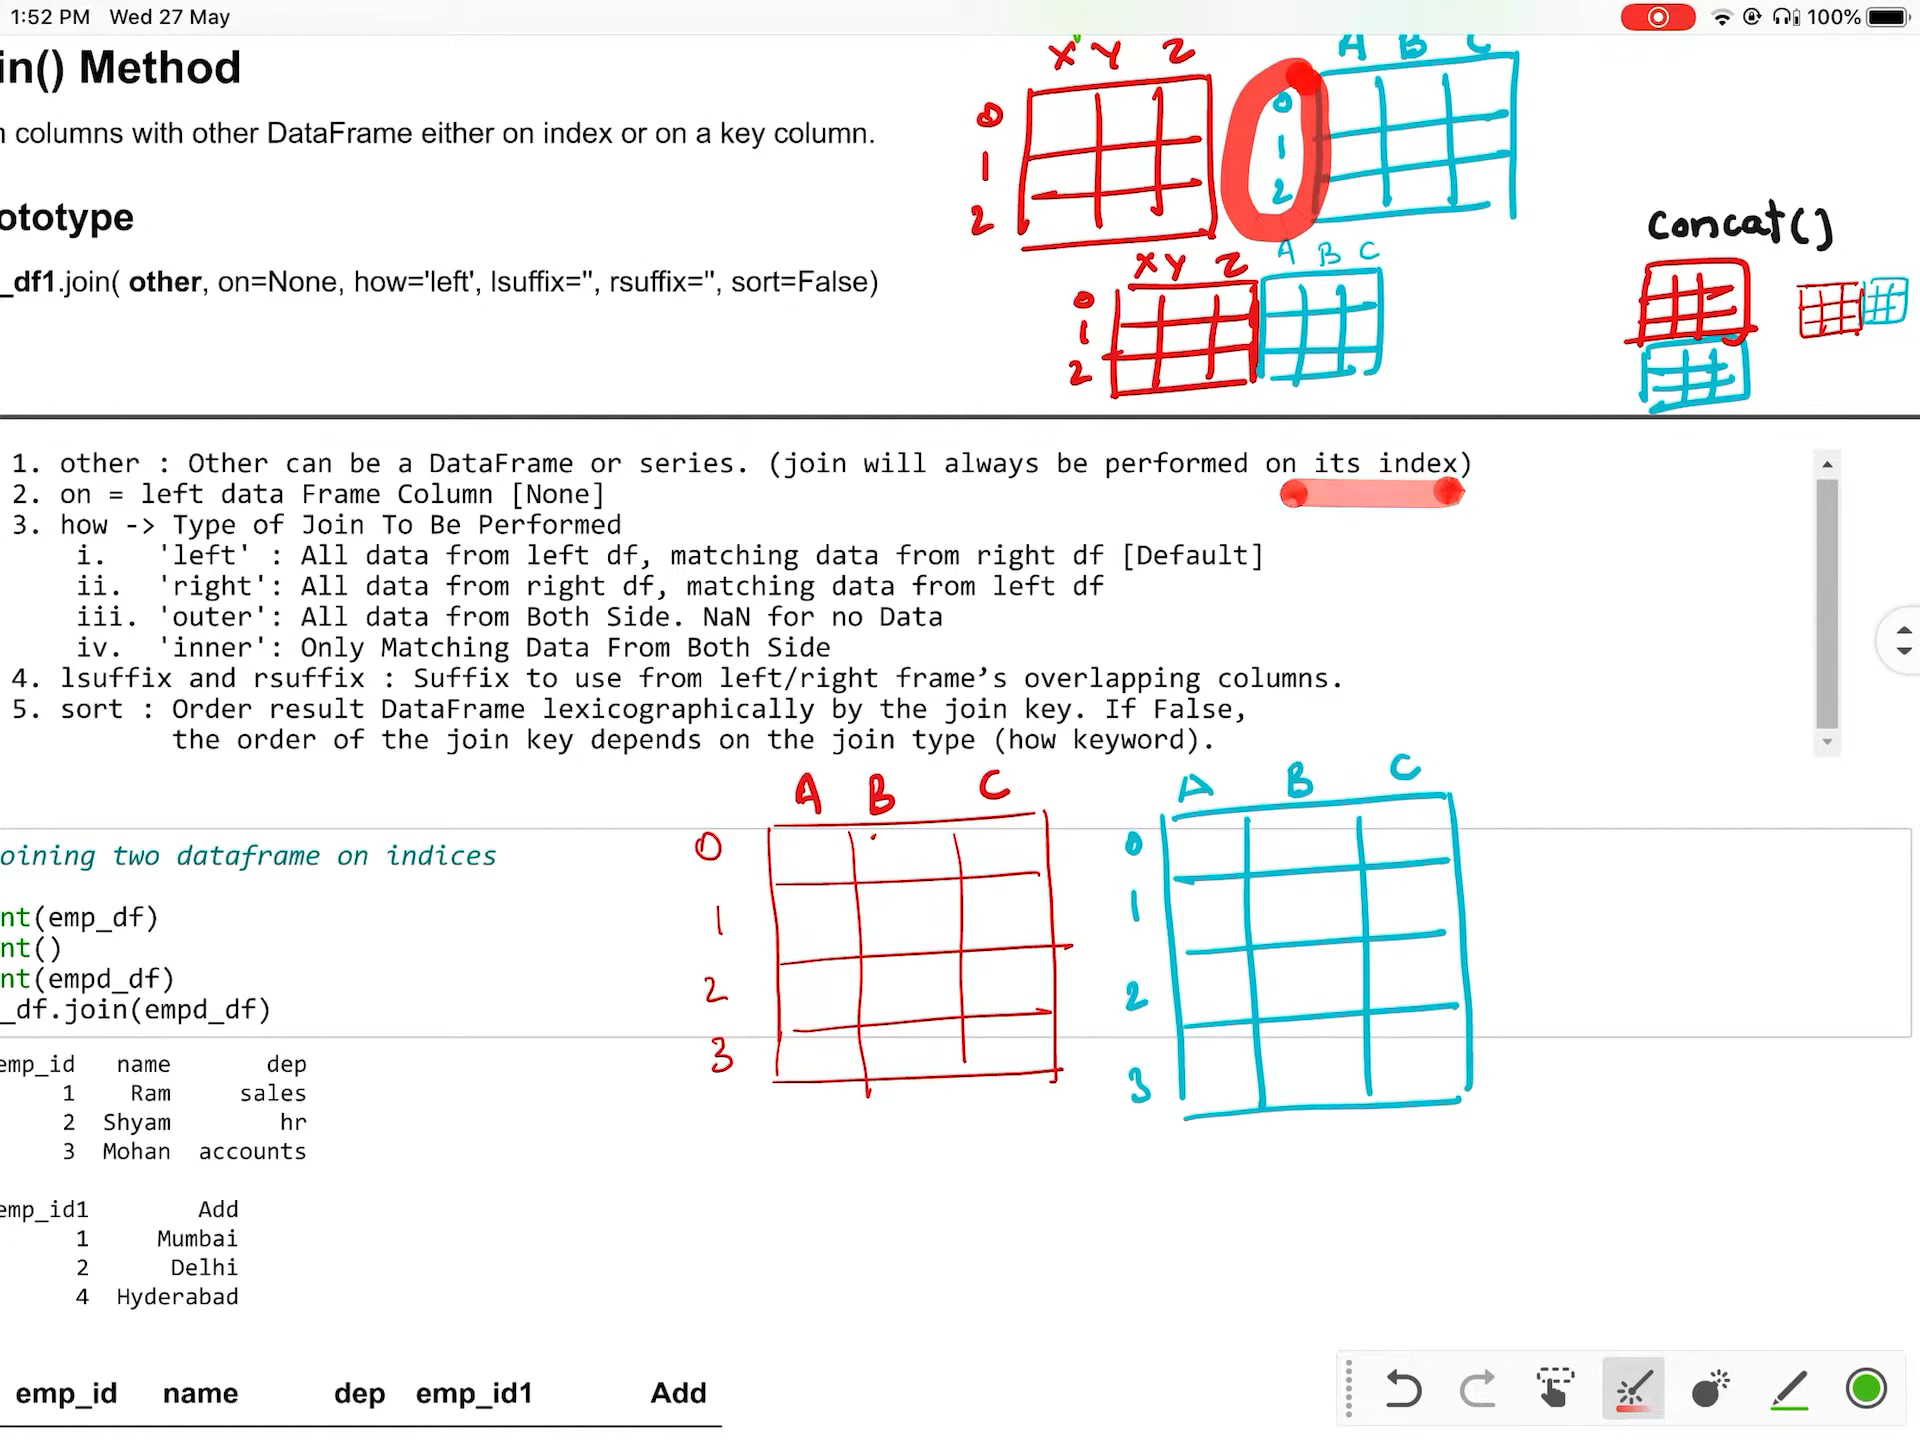 1:52 PM Wed 27 May
100%
in() Method
columns with other DataFrame either on index or on a key column.
ototype
_df1.join( other, on=None, how='left', lsuffix='', rsuffix='', sort=False)
X Y Z
0
1
2
A B C
0
1
2
X Y Z A B C
0
1
2
Concat()
1. other : Other can be a DataFrame or series. (join will always be performed on its index)
2. on = left data Frame Column [None]
3. how -> Type of Join To Be Performed
i. 'left' : All data from left df, matching data from right df [Default]
ii. 'right': All data from right df, matching data from left df
iii. 'outer': All data from Both Side. NaN for no Data
iv. 'inner': Only Matching Data From Both Side
4. lsuffix and rsuffix : Suffix to use from left/right frame’s overlapping columns.
5. sort : Order result DataFrame lexicographically by the join key. If False,
the order of the join key depends on the join type (how keyword).
A B C
0
1
2
3
A B C
0
1
2
3
oining two dataframe on indices
nt(emp_df)
nt()
nt(empd_df)
_df.join(empd_df)
emp_id name dep
1 Ram sales
2 Shyam hr
3 Mohan accounts
emp_id1 Add
1 Mumbai
2 Delhi
4 Hyderabad
emp_id name dep emp_id1 Add